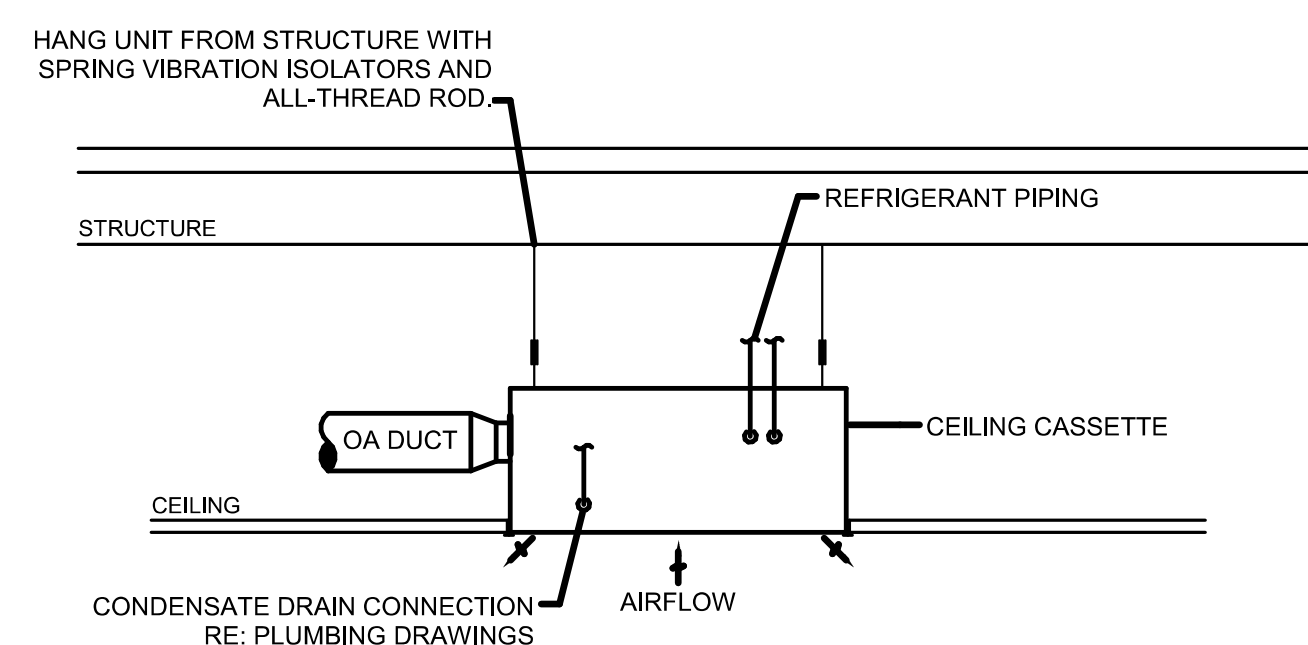 HANG UNIT FROM STRUCTURE WITH
SPRING VIBRATION ISOLATORS AND
ALL-THREAD ROD.
REFRIGERANT PIPING
STRUCTURE
CEILING CASSETTE
OA DUCT
CEILING
CONDENSATE DRAIN CONNECTION
RE: PLUMBING DRAWINGS
AIRFLOW